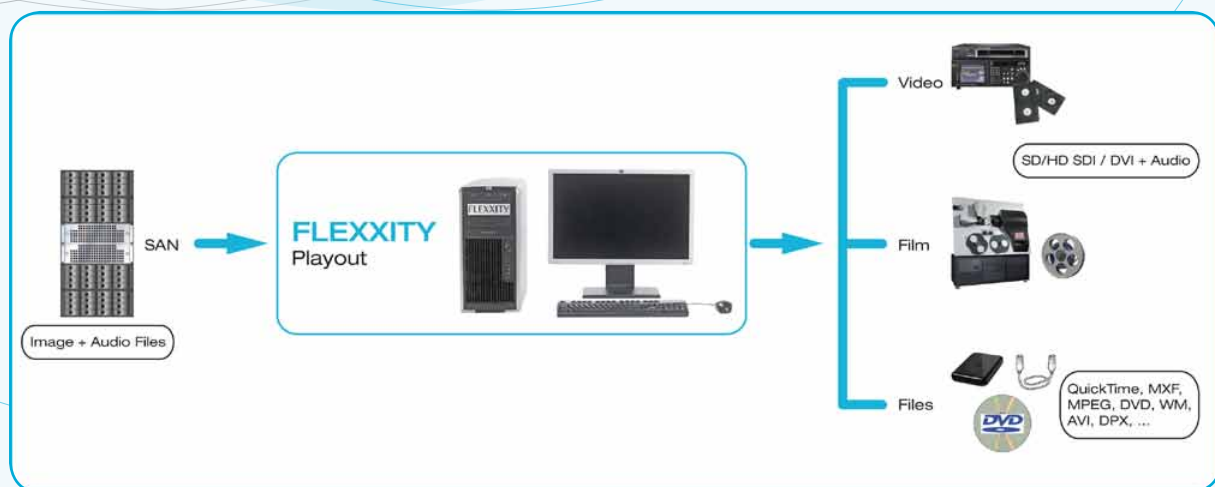 SAN
Image + Audio Files
FLEXXITY
Playout
FLEXXITY
Video
SD/HD SDI / DVI + Audio
Film
Files
QuickTime, MXF,
MPEG, DVD, WM,
AVI, DPX, ...
DVD